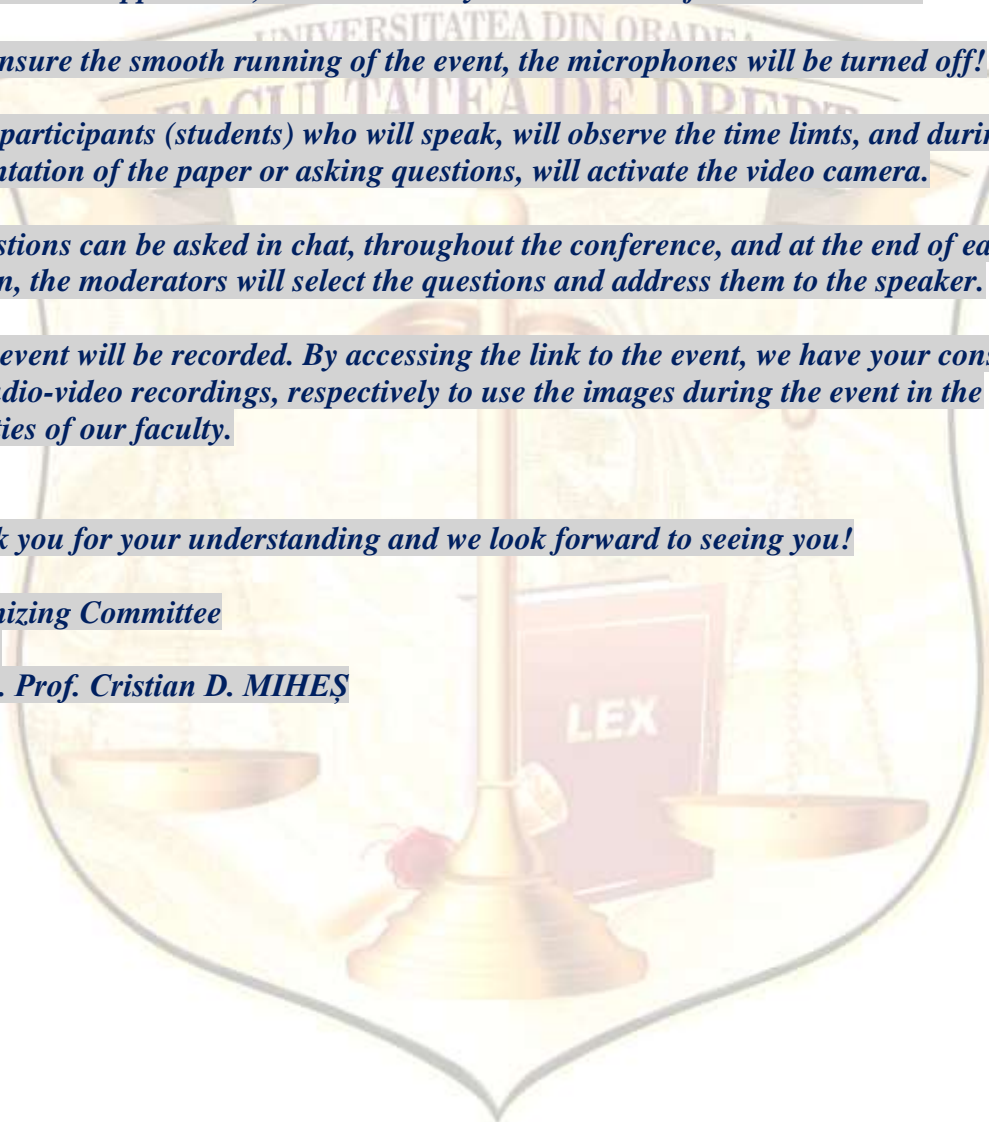 UNIVERSITATEA DIN ORADEA
FACULTATEA DE DREPT
nsure the smooth running of the event, the microphones will be turned off!
participants (students) who will speak, will observe the time limts, and durin
ntation of the paper or asking questions, will activate the video camera.
stions can be asked in chat, throughout the conference, and at the end of ea
n, the moderators will select the questions and address them to the speaker.
event will be recorded. By accessing the link to the event, we have your cons
dio-video recordings, respectively to use the images during the event in the
ties of our faculty.
k you for your understanding and we look forward to seeing you!
nizing Committee
. Prof. Cristian D. MIHEȘ
LEX